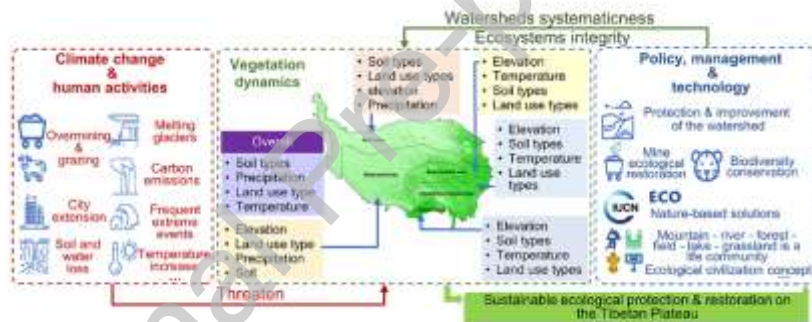 Watersheds systematicness
Ecosystems integrity
Climate change
&
human activities
Overmining
&
grazing
Melting
glaciers
Carbon
emissions
City
extension
Frequent
extreme
events
Soil and
water
loss
Temperature
increase
...
Threaten
Vegetation
dynamics
Overall
• Soil types
• Precipitation
• Land use type
• Temperature
• Elevation
• Land use type
• Precipitation
• Soil
• Soil types
• Land use types
• elevation
• Precipitation
• Elevation
• Temperature
• Soil types
• Land use types
• Elevation
• Soil types
• Temperature
• Land use
types
• Elevation
• Soil types
• Temperature
• Land use types
Policy, management
&
technology
Protection & improvement
of the watershed
Mine
ecological
restoration
Biodiversity
conservation
IUCN
ECO
Nature-based solutions
Mountain - river - forest -
field - lake - grassland is a
life community
Ecological civilization concept
Sustainable ecological protection & restoration on
the Tibetan Plateau